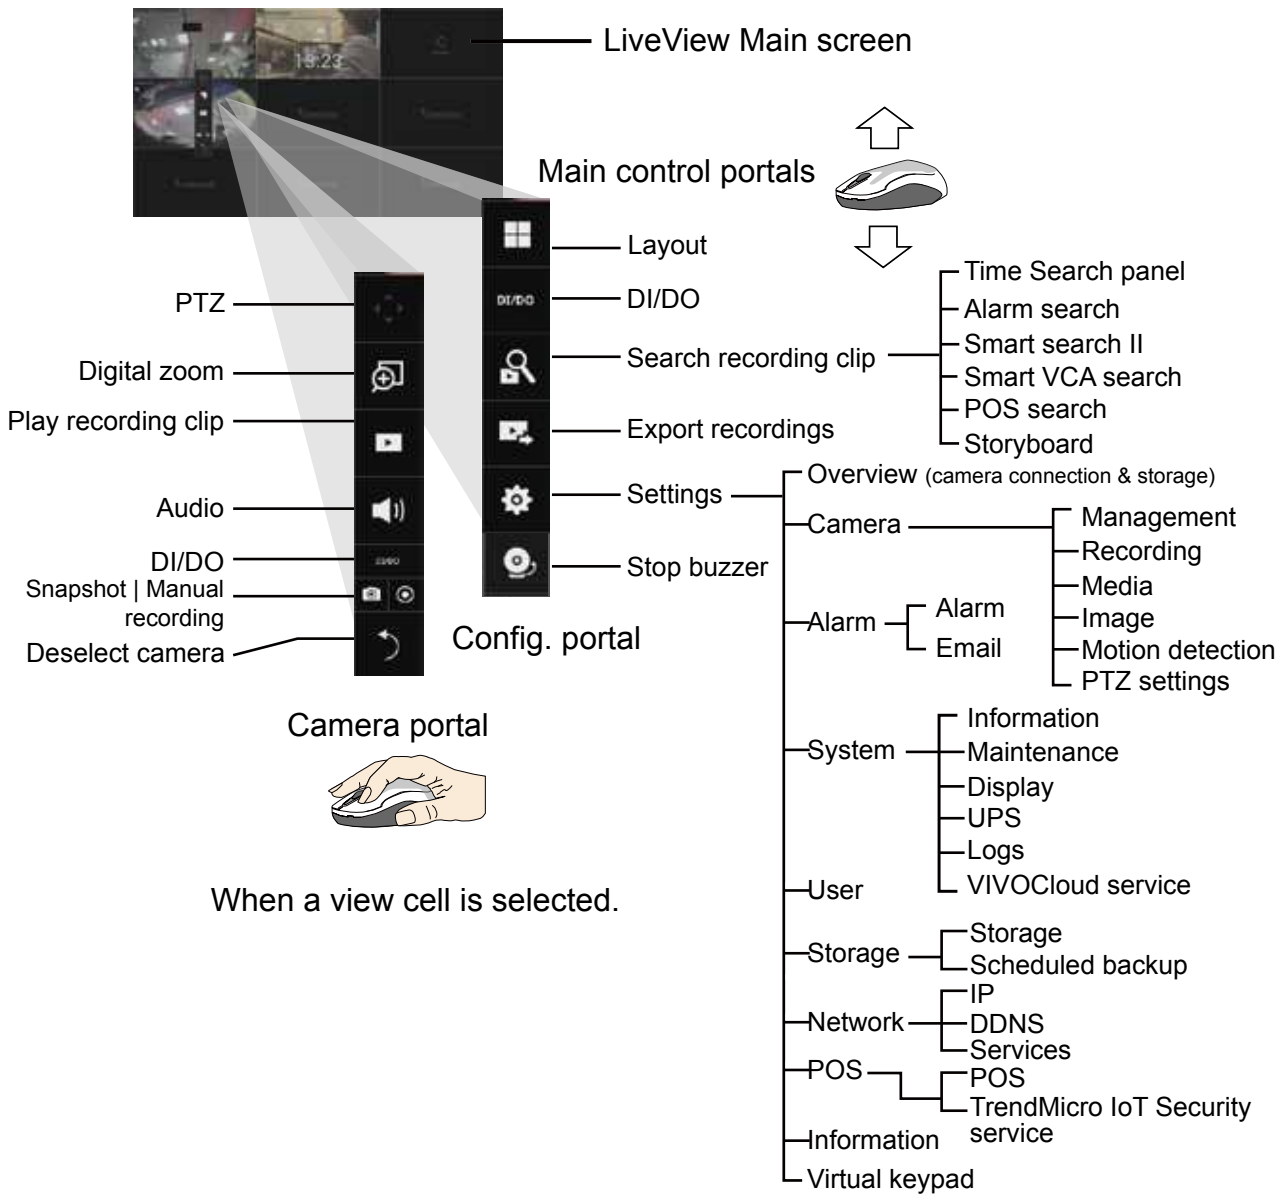 LiveView Main screen
13:23
Main control portals
Layout
DI/DO
DI/DO
Search recording clip
Export recordings
Settings
Stop buzzer
Config. portal
PTZ
Digital zoom
Play recording clip
Audio
DI/DO
Snapshot | Manual
recording
Deselect camera
Camera portal
When a view cell is selected.
Time Search panel
Alarm search
Smart search II
Smart VCA search
POS search
Storyboard
Overview (camera connection & storage)
Camera
Management
Recording
Media
Image
Motion detection
PTZ settings
Alarm
Alarm
Email
System
Information
Maintenance
Display
UPS
Logs
VIVOCloud service
User
Storage
Storage
Scheduled backup
Network
IP
DDNS
Services
POS
POS
TrendMicro IoT Security
service
Information
Virtual keypad